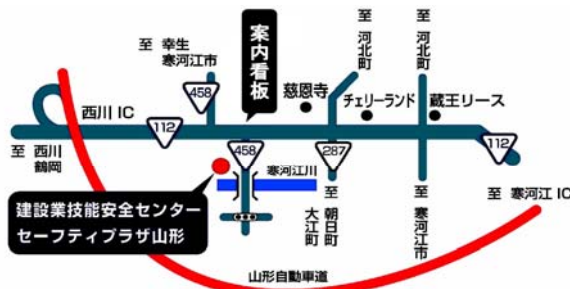 至 幸生
寒河江市
458
案内看板
至 河北町
至 河北町
慈恩寺
チェリーランド
蔵王リース
西川 IC
112
458
287
112
至 西川
鶴岡
寒河江川
建設業技能安全センター
セーフティプラザ山形
至 朝日町
大江町
至 寒河江市
至 寒河江 IC
山形自動車道